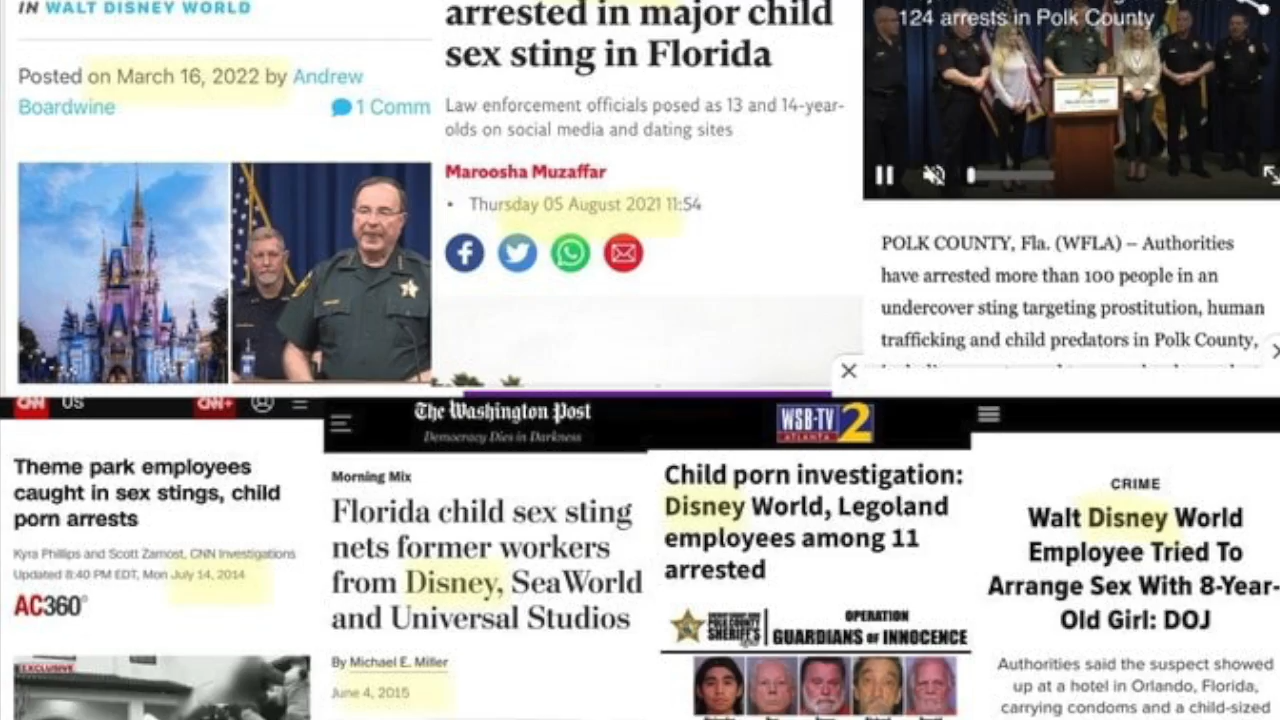 IN WALT DISNEY WORLD
Posted on March 16, 2022 by Andrew
Boardwine
1 Comm
arrested in major child
sex sting in Florida
Law enforcement officials posed as 13 and 14-year-
olds on social media and dating sites
Maroosha Muzaffar
• Thursday 05 August 2021 11:54
124 arrests in Polk County
POLK COUNTY, Fla. (WFLA) – Authorities
have arrested more than 100 people in an
undercover sting targeting prostitution, human
trafficking and child predators in Polk County,
CNN US
CNN+
Theme park employees
caught in sex stings, child
porn arrests
Kyra Phillips and Scott Zamost, CNN Investigations
Updated 8:40 PM EDT, Mon July 14, 2014
AC360°
EXCLUSIVE
The Washington Post
Democracy Dies in Darkness
Morning Mix
Florida child sex sting
nets former workers
from Disney, SeaWorld
and Universal Studios
By Michael E. Miller
June 4, 2015
WSB-TV 2
ATLANTA
Child porn investigation:
Disney World, Legoland
employees among 11
arrested
SHERIFF'S
OPERATION
GUARDIANS OF INNOCENCE
CRIME
Walt Disney World
Employee Tried To
Arrange Sex With 8-Year-
Old Girl: DOJ
Authorities said the suspect showed
up at a hotel in Orlando, Florida,
carrying condoms and a child-sized